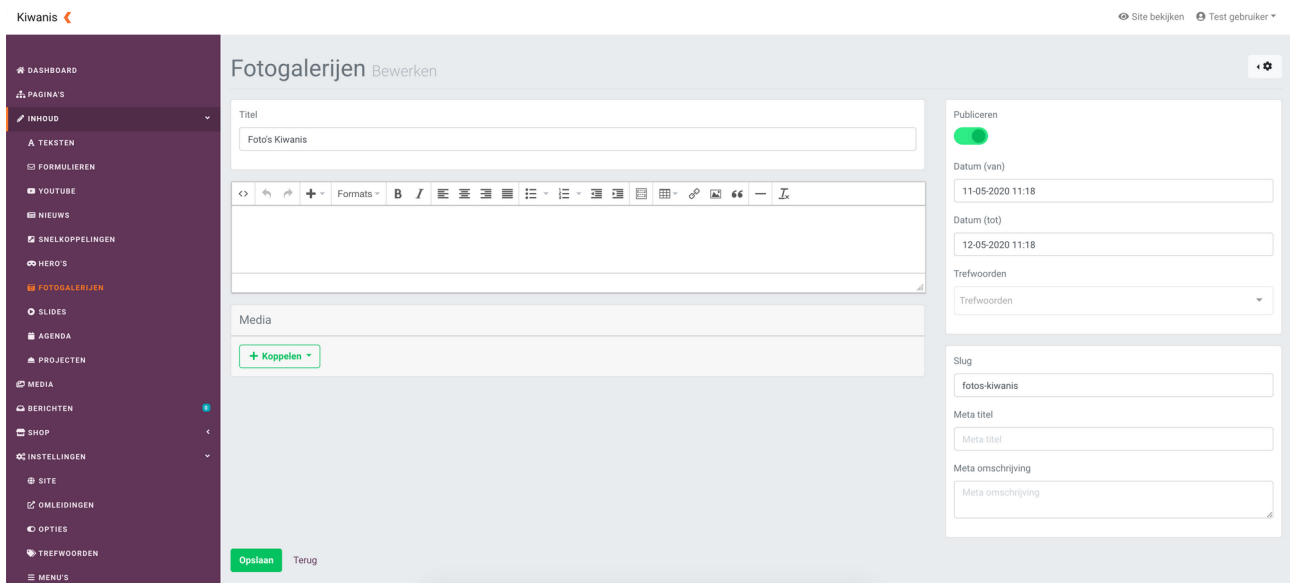 Kiwanis
Site bekijken
Test gebruiker
DASHBOARD
PAGINA'S
INHOUD
TEKSTEN
FORMULIEREN
YOUTUBE
NIEUWS
SNELKOPPELINGEN
HERO'S
FOTOGALERIJEN
SLIDES
AGENDA
PROJECTEN
MEDIA
BERICHTEN 0
SHOP
INSTELLINGEN
SITE
OMLEIDINGEN
OPTIES
TREFWOORDEN
MENU'S
Fotogalerijen Bewerken
Titel
Foto's Kiwanis
Formats
B I
Media
+ Koppelen
Opslaan Terug
Publiceren
Datum (van)
11-05-2020 11:18
Datum (tot)
12-05-2020 11:18
Trefwoorden
Trefwoorden
Slug
fotos-kiwanis
Meta titel
Meta titel
Meta omschrijving
Meta omschrijving